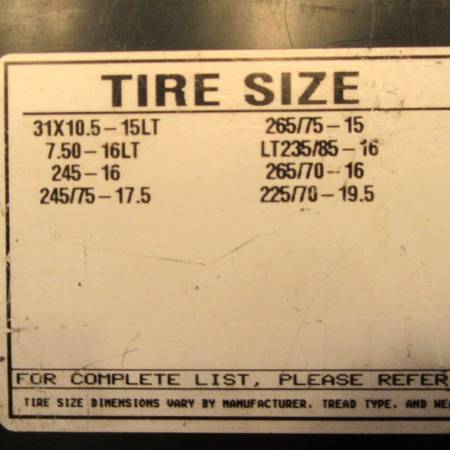 TIRE SIZE
31X10.5-15LT 265/75-15
7.50-16LT LT235/85-16
245-16 265/70-16
245/75-17.5 225/70-19.5
FOR COMPLETE LIST, PLEASE REFER
TIRE SIZE DIMENSIONS VARY BY MANUFACTURER. TREAD TYPE. AND